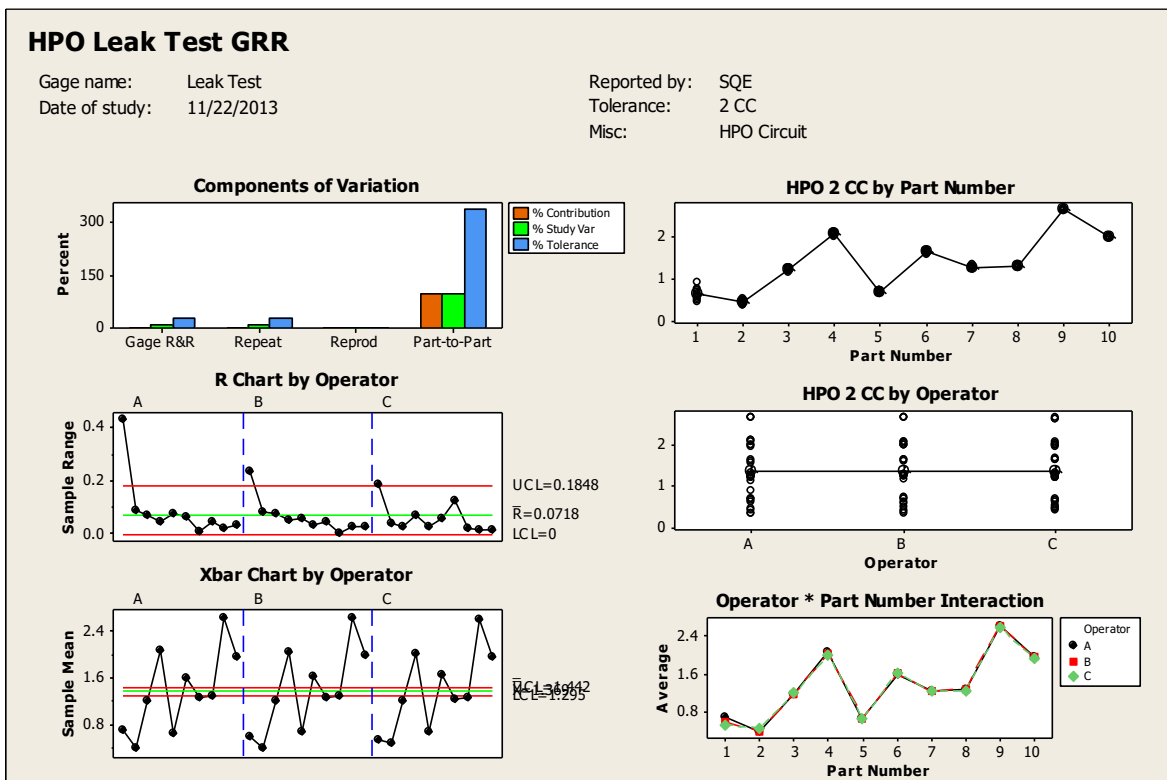 HPO Leak Test GRR
Gage name: Leak Test
Date of study: 11/22/2013
Reported by: SQE
Tolerance: 2 CC
Misc: HPO Circuit
Components of Variation
Percent
300
150
0
Gage R&R Repeat Reprod Part-to-Part
% Contribution
% Study Var
% Tolerance
R Chart by Operator
A B C
Sample Range
0.4
0.2
0.0
UCL=0.1848
R̅=0.0718
LCL=0
Xbar Chart by Operator
A B C
Sample Mean
2.4
1.6
0.8
UCL=1.442
LCL=1.295
HPO 2 CC by Part Number
2
1
0
1 2 3 4 5 6 7 8 9 10
Part Number
HPO 2 CC by Operator
2
1
0
A B C
Operator
Operator * Part Number Interaction
Average
2.4
1.6
0.8
1 2 3 4 5 6 7 8 9 10
Part Number
Operator
A
B
C